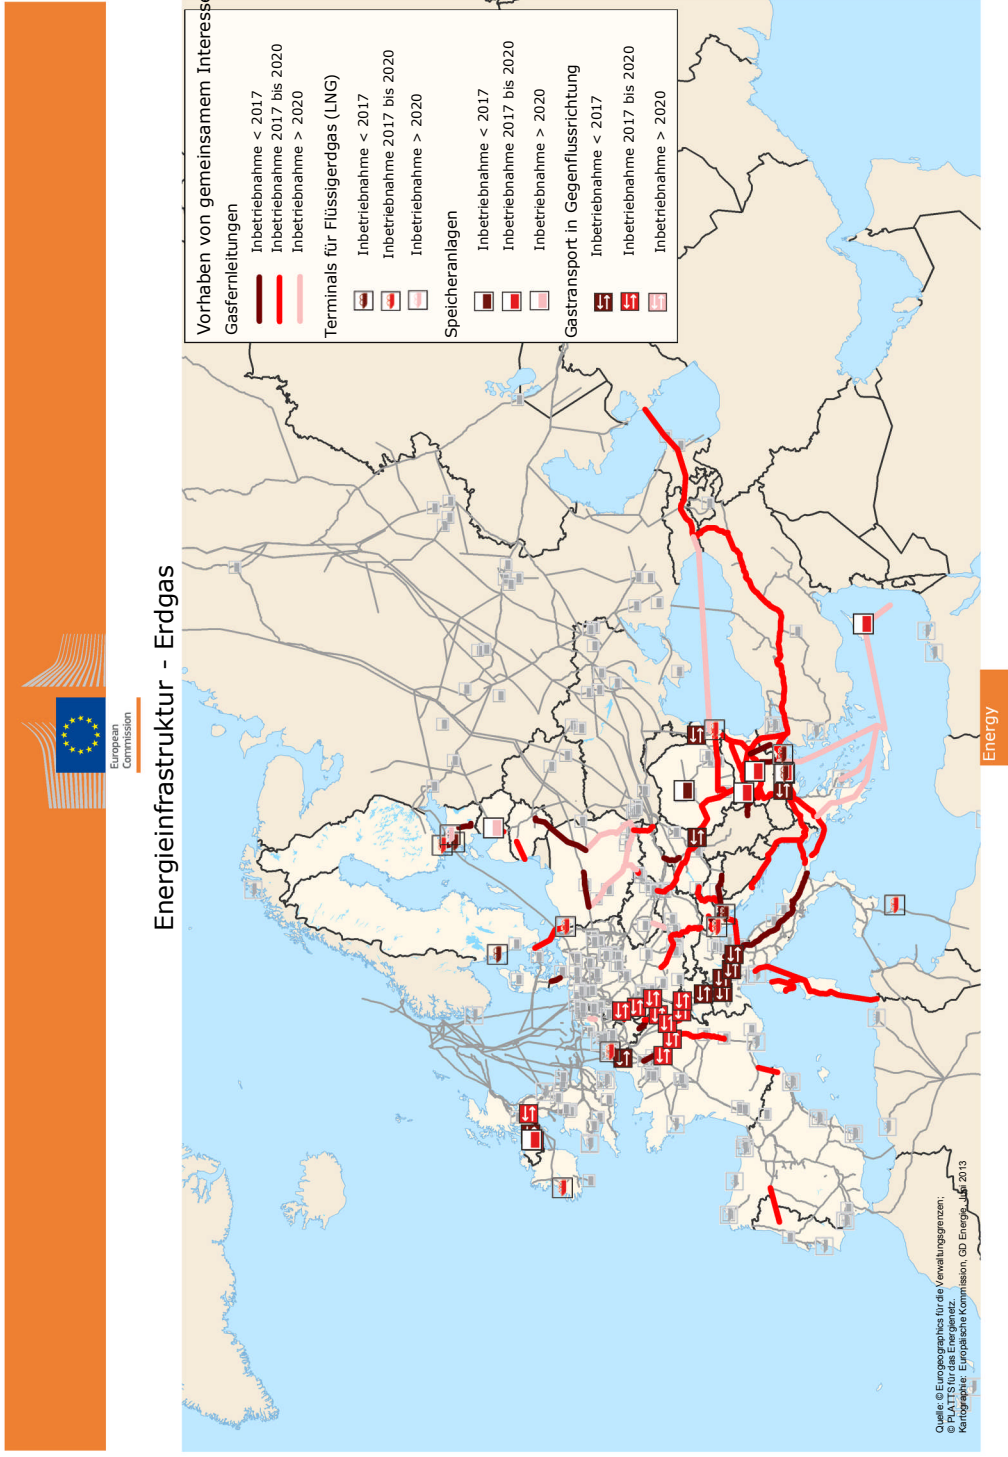 European
Commission
Energieinfrastruktur - Erdgas
Vorhaben von gemeinsamem Interesse
Gasfernleitungen
Inbetriebnahme < 2017
Inbetriebnahme 2017 bis 2020
Inbetriebnahme > 2020
Terminals für Flüssigerdgas (LNG)
Inbetriebnahme < 2017
Inbetriebnahme 2017 bis 2020
Inbetriebnahme > 2020
Speicheranlagen
Inbetriebnahme < 2017
Inbetriebnahme 2017 bis 2020
Inbetriebnahme > 2020
Gastransport in Gegenflussrichtung
Inbetriebnahme < 2017
Inbetriebnahme 2017 bis 2020
Inbetriebnahme > 2020
Quelle: © Eurogeographics für die Verwaltungsgrenzen;
© PLATTS für das Energienetz.
Kartographie: Europäische Kommission, GD Energie, Juni 2013
Energy